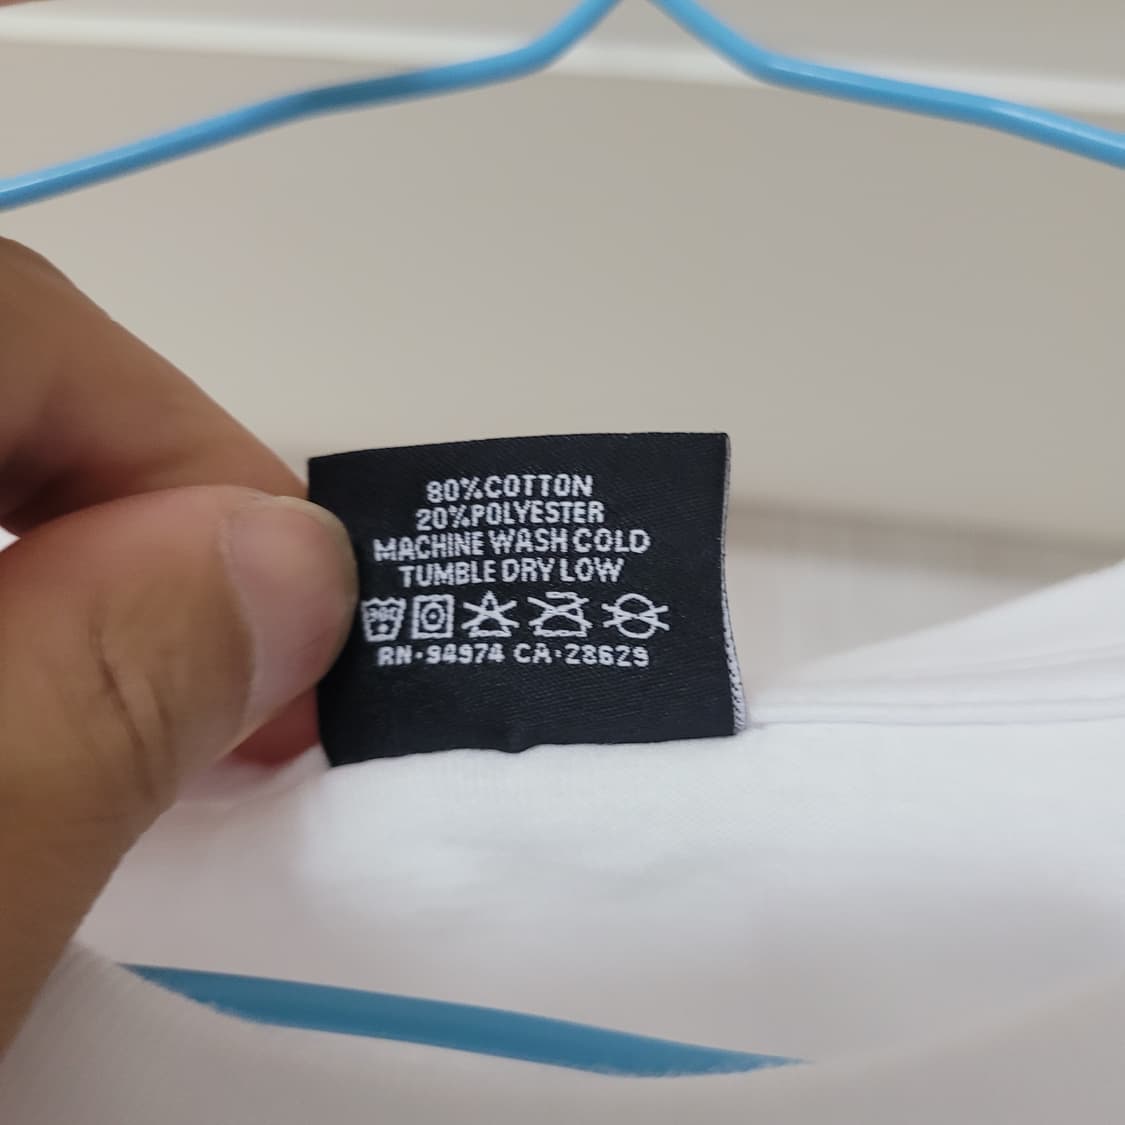 80%COTTON
20%POLYESTER
MACHINE WASH COLD
TUMBLE DRY LOW
RN·94974 CA·28629